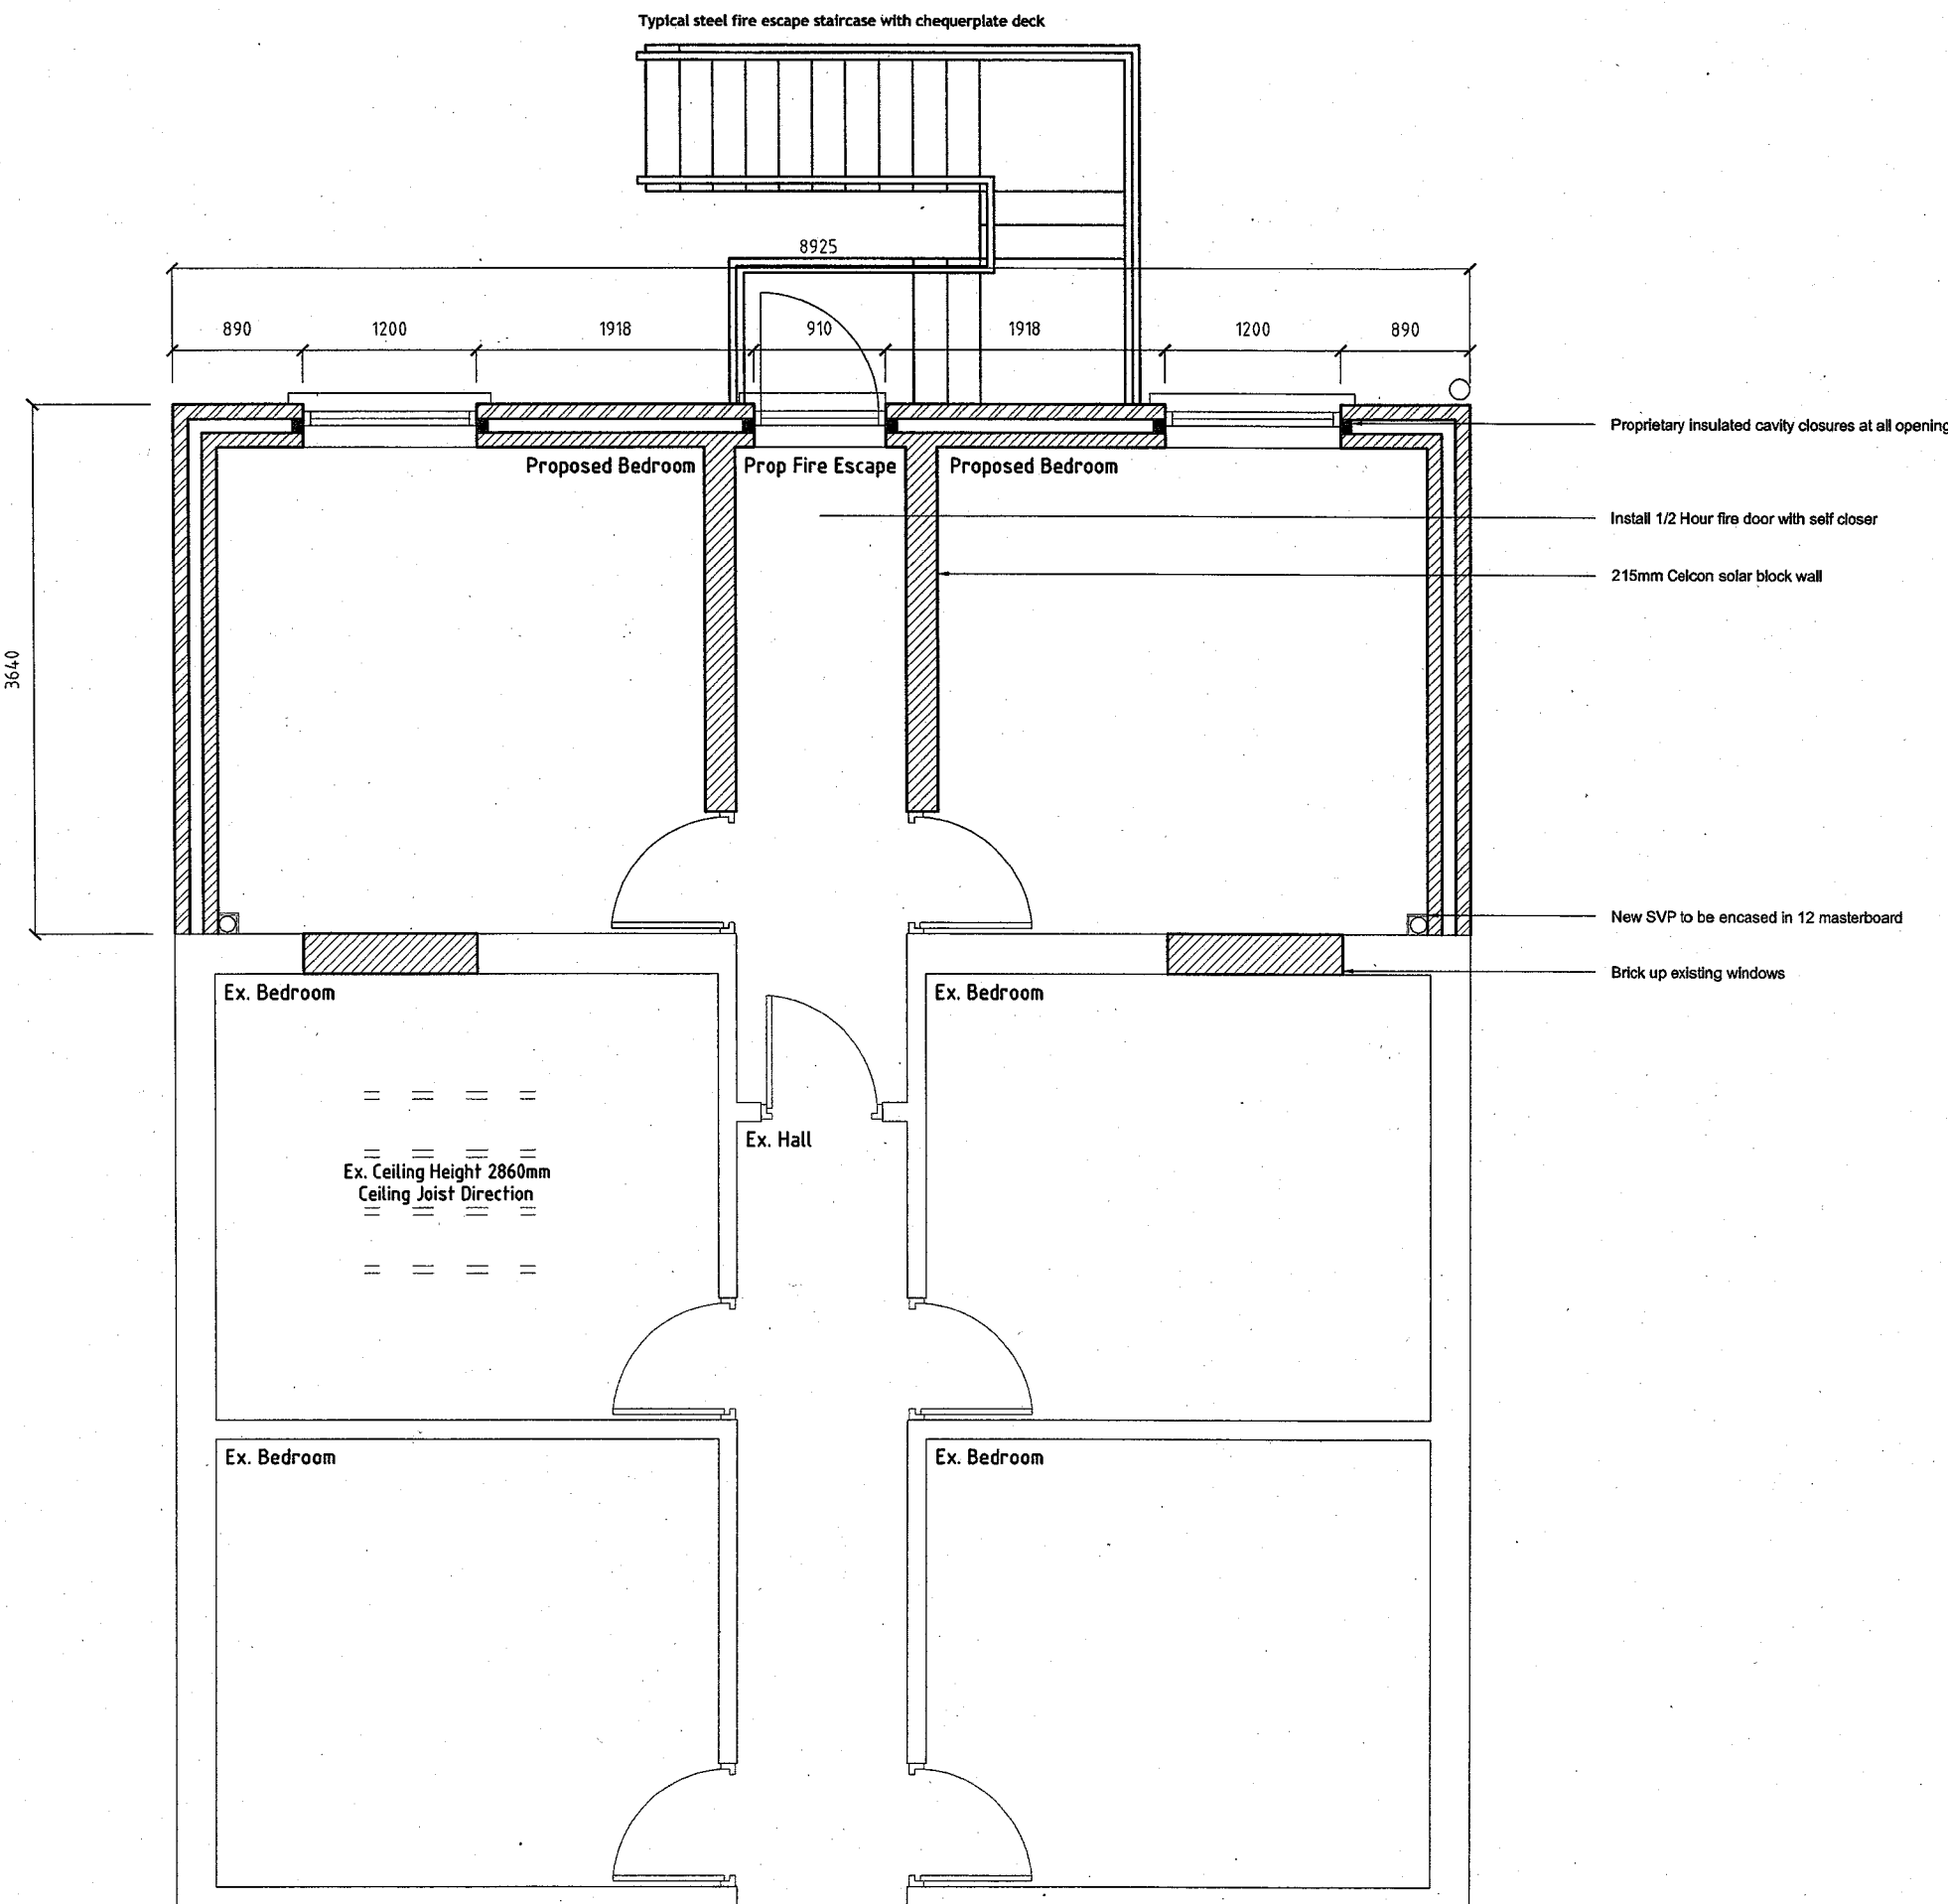 Typical steel fire escape staircase with chequerplate deck
8925
890 1200 1918 910 1918 1200 890
Proprietary insulated cavity closures at all opening
Proposed Bedroom Prop Fire Escape Proposed Bedroom
Install 1/2 Hour fire door with self closer
215mm Celcon solar block wall
3640
New SVP to be encased in 12 masterboard
Brick up existing windows
Ex. Bedroom Ex. Bedroom
Ex. Hall
Ex. Ceiling Height 2860mm
Ceiling Joist Direction
Ex. Bedroom Ex. Bedroom